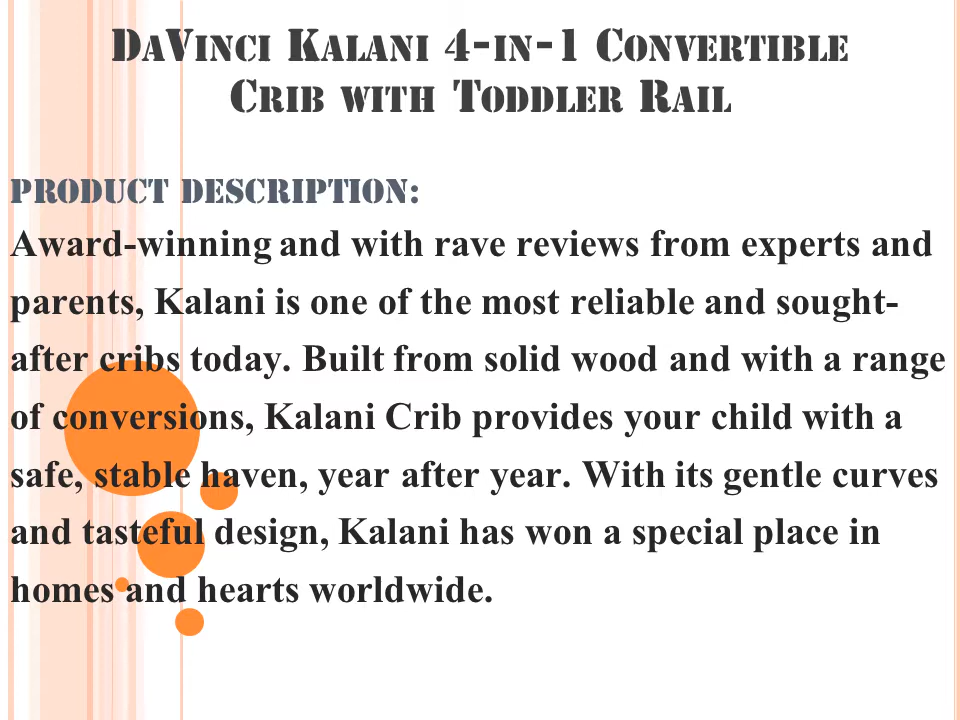 DaVinci Kalani 4-in-1 Convertible
Crib with Toddler Rail
PRODUCT DESCRIPTION:
Award-winning and with rave reviews from experts and
parents, Kalani is one of the most reliable and sought-
after cribs today. Built from solid wood and with a range
of conversions, Kalani Crib provides your child with a
safe, stable haven, year after year. With its gentle curves
and tasteful design, Kalani has won a special place in
homes and hearts worldwide.